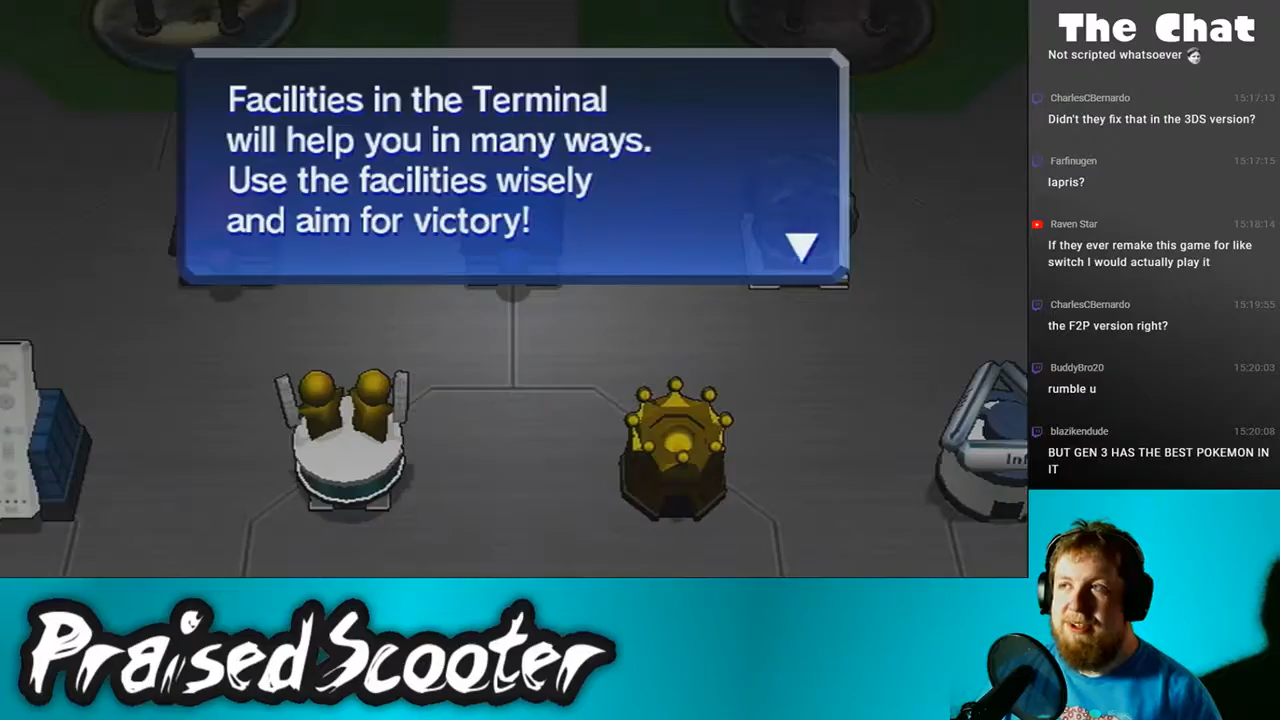 Facilities in the Terminal
will help you in many ways.
Use the facilities wisely
and aim for victory!
The Chat
Not scripted whatsoever
CharlesCBernardo 15:17:13
Didn't they fix that in the 3DS version?
Farfinugen 15:17:15
lapris?
Raven Star 15:18:14
If they ever remake this game for like
switch I would actually play it
CharlesCBernardo 15:19:55
the F2P version right?
BuddyBro20 15:20:03
rumble u
blazikendude 15:20:08
BUT GEN 3 HAS THE BEST POKEMON IN
IT
PraisedScooter